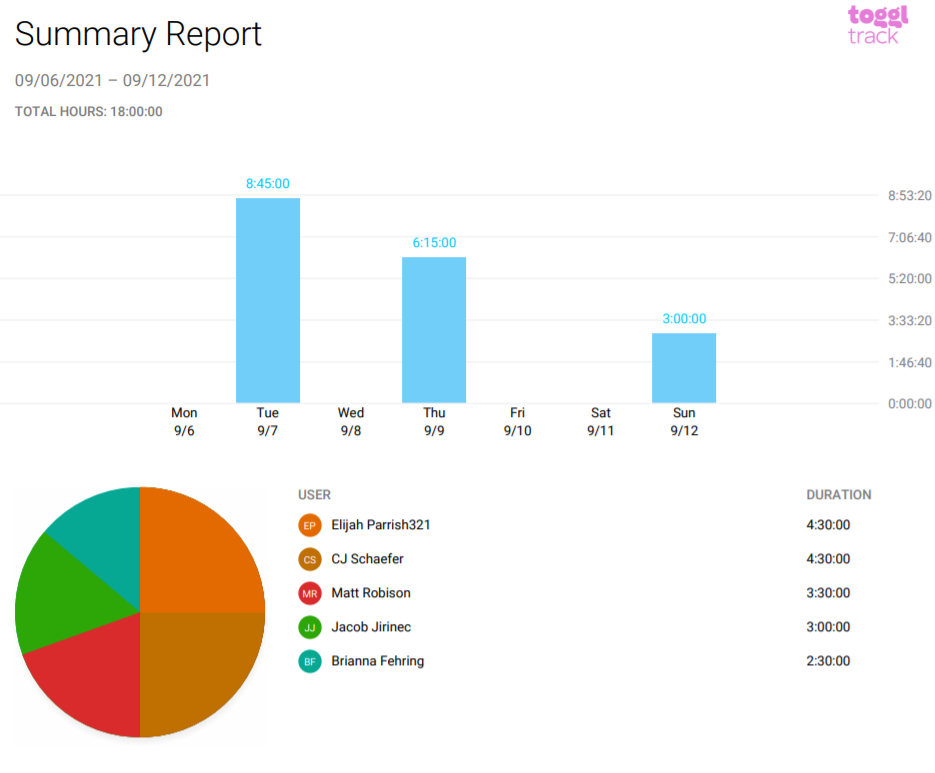 Summary Report
toggl
track
09/06/2021 – 09/12/2021
TOTAL HOURS: 18:00:00
8:45:00
8:53:20
6:15:00
7:06:40
5:20:00
3:00:00
3:33:20
1:46:40
0:00:00
Mon Tue Wed Thu Fri Sat Sun
9/6 9/7 9/8 9/9 9/10 9/11 9/12
USER DURATION
EP Elijah Parrish321 4:30:00
CS CJ Schaefer 4:30:00
MR Matt Robison 3:30:00
JJ Jacob Jirinec 3:00:00
BF Brianna Fehring 2:30:00